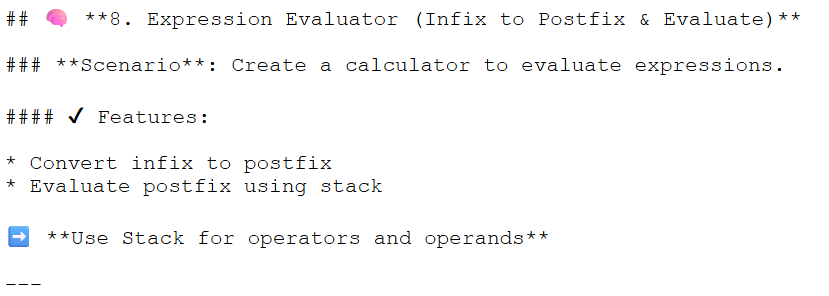 ## 🧠 **8. Expression Evaluator (Infix to Postfix & Evaluate)**
### **Scenario**: Create a calculator to evaluate expressions.
#### ✔ Features:
* Convert infix to postfix
* Evaluate postfix using stack
➡️ **Use Stack for operators and operands**
---